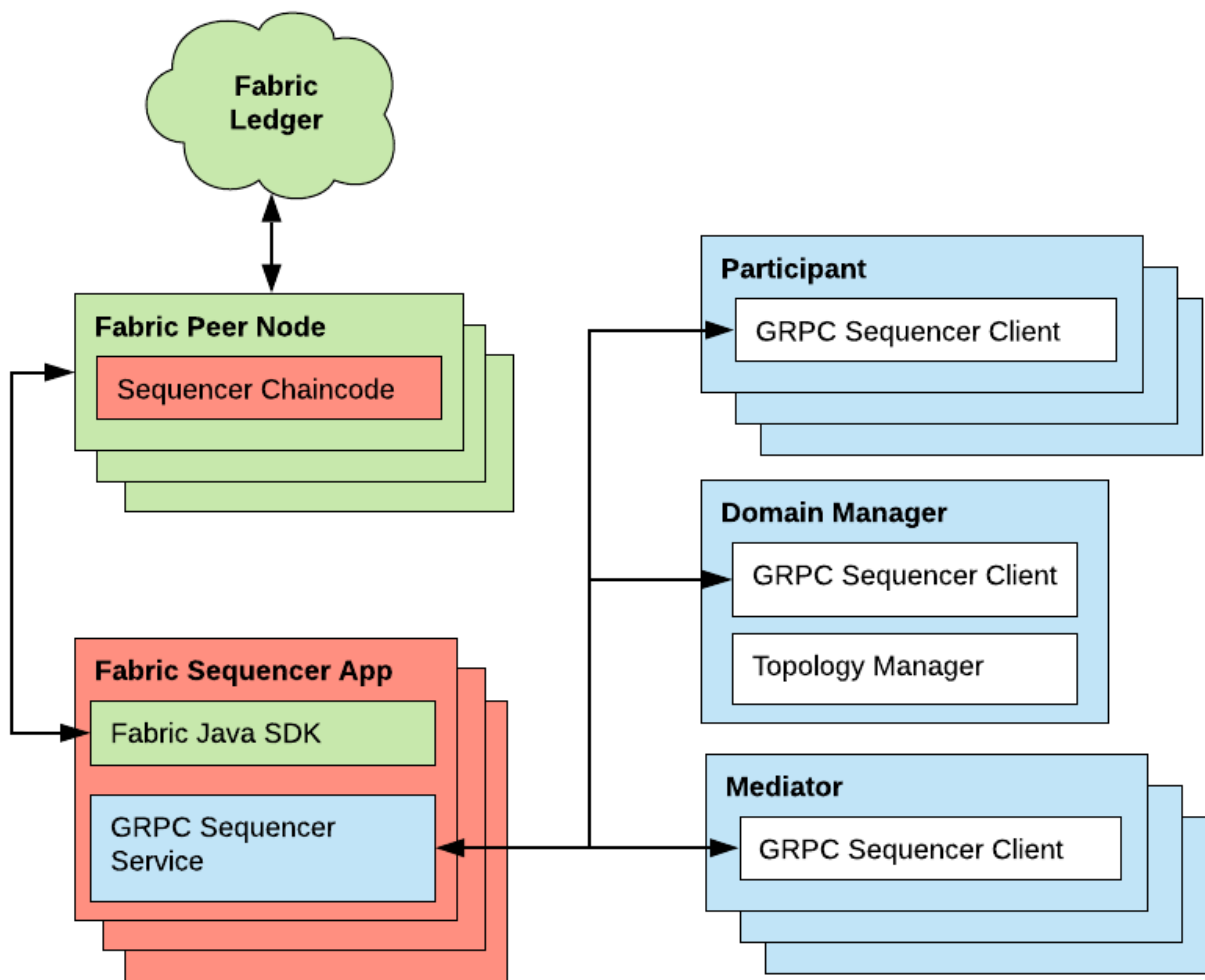 Fabric
Ledger
Fabric Peer Node
Sequencer Chaincode
Fabric Sequencer App
Fabric Java SDK
GRPC Sequencer
Service
Participant
GRPC Sequencer Client
Domain Manager
GRPC Sequencer Client
Topology Manager
Mediator
GRPC Sequencer Client